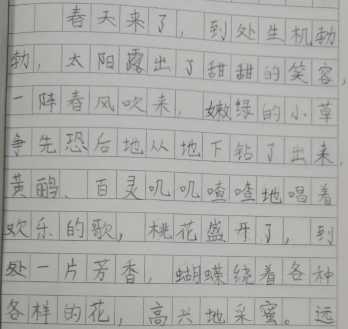 春天来了，到处生机勃
勃，太阳露出了甜甜的笑容，
一阵春风吹来，嫩绿的小草
争先恐后地从地下钻了出来，
黄鹂、百灵叽叽喳喳地唱着
欢乐的歌，桃花盛开了，到
处一片芳香，蝴蝶绕着各种
各样的花，高兴地采蜜。远